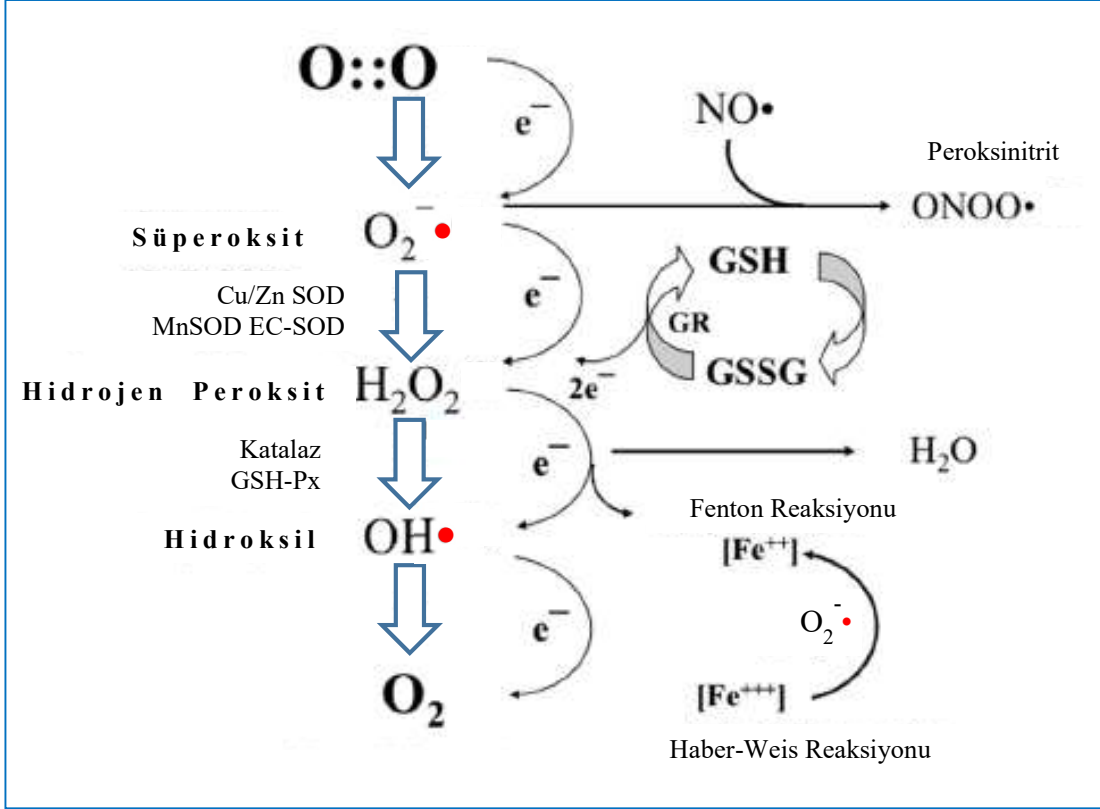 O::O
e⁻
NO•
Peroksinitrit
ONOO•
Süperoksit
O₂⁻•
Cu/Zn SOD
MnSOD EC-SOD
e⁻
GSH
GR
GSSG
2e⁻
Hidrojen Peroksit
H₂O₂
Katalaz
GSH-Px
e⁻
H₂O
Fenton Reaksiyonu
Hidroksil
OH•
[Fe⁺⁺]
e⁻
O₂⁻•
O₂
[Fe⁺⁺⁺]
Haber-Weis Reaksiyonu